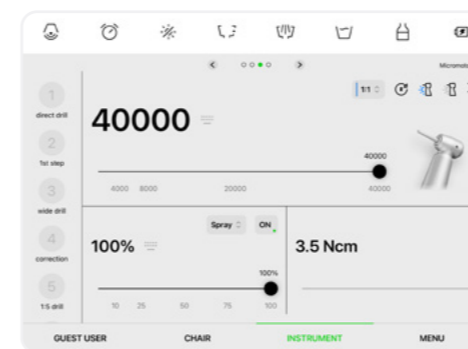 Micromoto
1
direct drill
2
1st step
3
wide drill
4
correction
5
1:5 drill
40000
1:1
40000
4000 8000 20000 40000
100%
Spray
ON
100%
10 25 50 75 100
3.5 Ncm
GUEST USER
CHAIR
INSTRUMENT
MENU